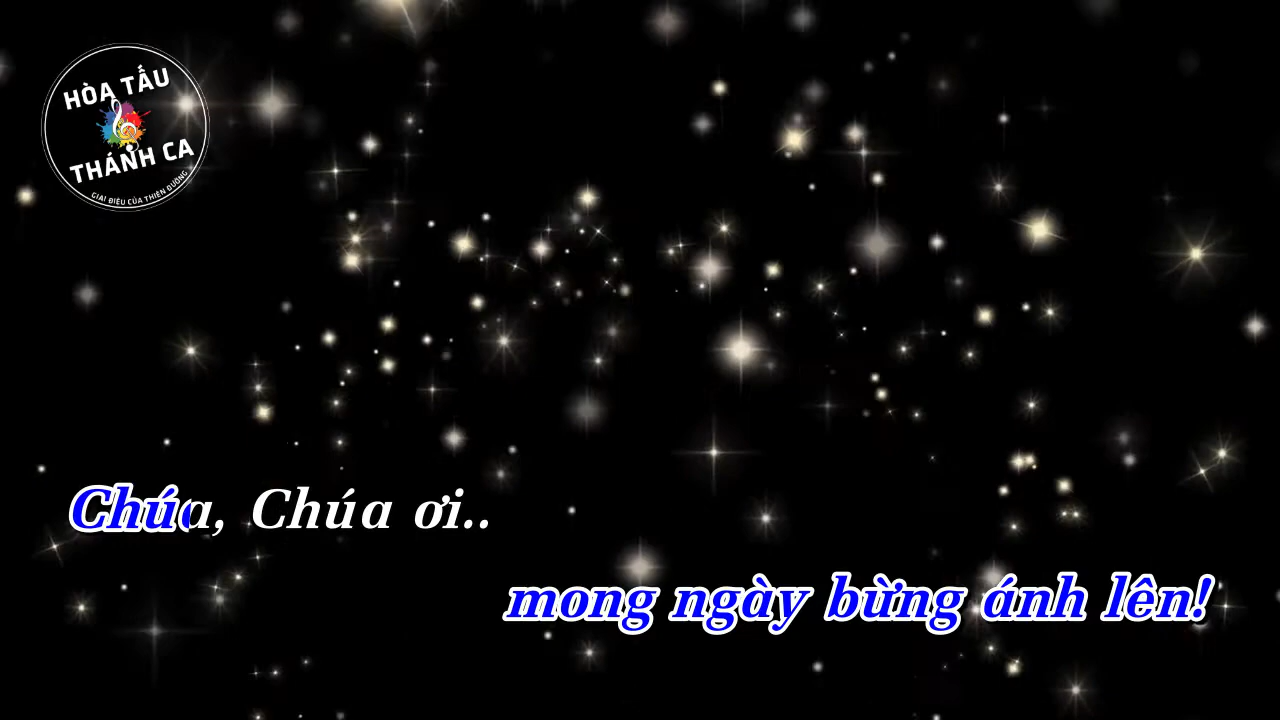 HÒA TẤU
THÁNH CA
GIAI ĐIỆU CỦA THIÊN ĐƯỜNG
Chúa, Chúa ơi..
mong ngày bừng ánh lên!